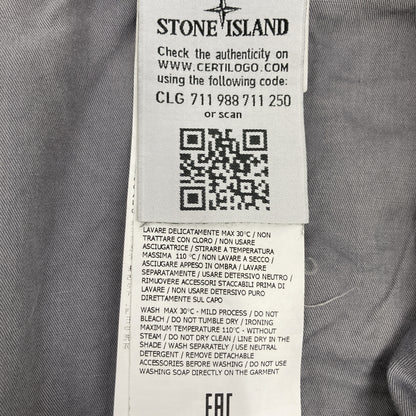 STONE ISLAND
Check the authenticity on
WWW.CERTILOGO.COM
using the following code:
CLG 711 988 711 250
or scan
LAVARE DELICATAMENTE MAX 30°C / NON
TRATTARE CON CLORO / NON USARE
ASCIUGATRICE / STIRARE A TEMPERATURA
MASSIMA 110 °C / NON LAVARE A SECCO /
ASCIUGARE APPESO IN OMBRA / LAVARE
SEPARATAMENTE / USARE DETERSIVO NEUTRO /
RIMUOVERE ACCESSORI STACCABILI PRIMA DI
LAVARE / NON USARE DETERSIVO PURO
DIRETTAMENTE SUL CAPO
WASH MAX 30°C - MILD PROCESS / DO NOT
BLEACH / DO NOT TUMBLE DRY / IRONING
MAXIMUM TEMPERATURE 110°C - WITHOUT
STEAM / DO NOT DRY CLEAN / LINE DRY IN THE
SHADE / WASH SEPARATELY / USE NEUTRAL
DETERGENT / REMOVE DETACHABLE
ACCESSORIES BEFORE WASHING / DO NOT USE
WASHING SOAP DIRECTLY ON THE GARMENT
EAC